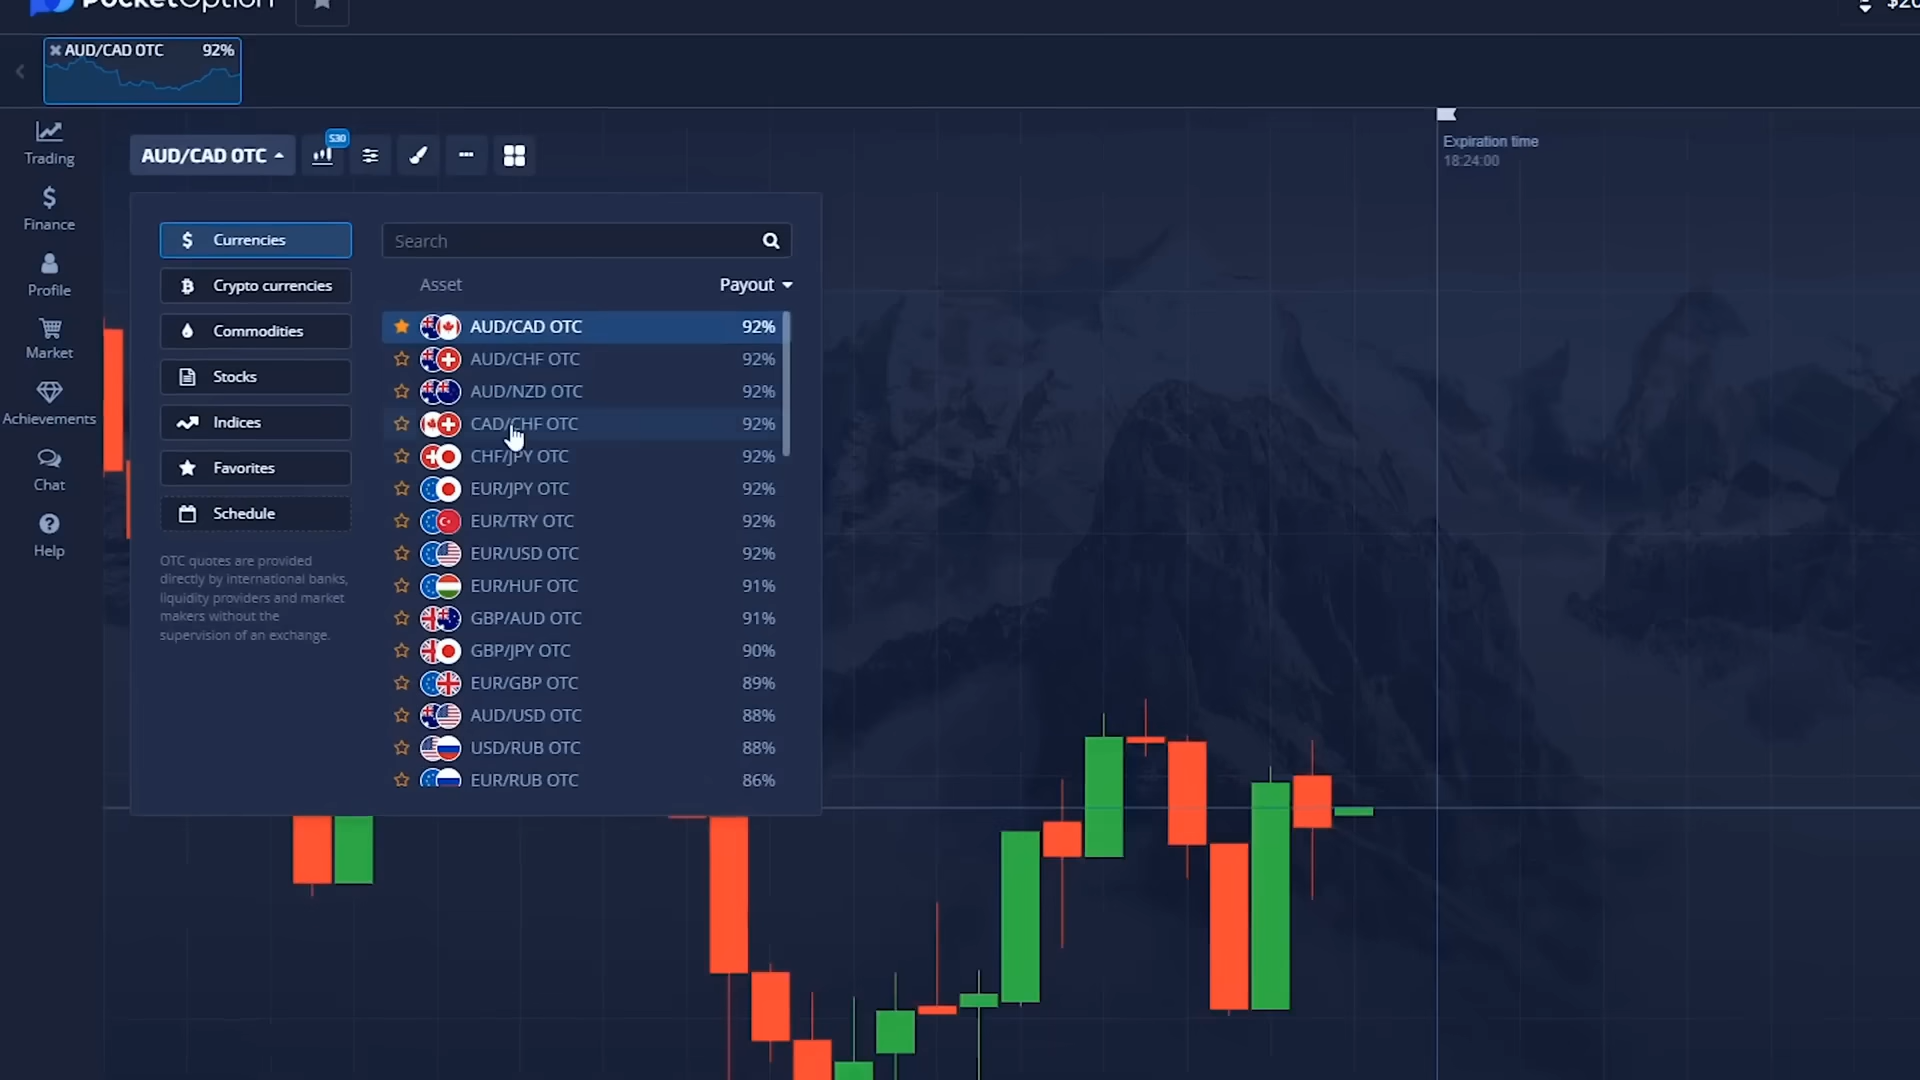 PocketOption
AUD/CAD OTC 92%
AUD/CAD OTC
S30
Expiration time
18:24:00
Trading
Finance
Profile
Market
Achievements
Chat
Help
Currencies
Crypto currencies
Commodities
Stocks
Indices
Favorites
Schedule
OTC quotes are provided
directly by international banks,
liquidity providers and market
makers without the
supervision of an exchange.
Search
Asset Payout
AUD/CAD OTC 92%
AUD/CHF OTC 92%
AUD/NZD OTC 92%
CAD/CHF OTC 92%
CHF/JPY OTC 92%
EUR/JPY OTC 92%
EUR/TRY OTC 92%
EUR/USD OTC 92%
EUR/HUF OTC 91%
GBP/AUD OTC 91%
GBP/JPY OTC 90%
EUR/GBP OTC 89%
AUD/USD OTC 88%
USD/RUB OTC 88%
EUR/RUB OTC 86%